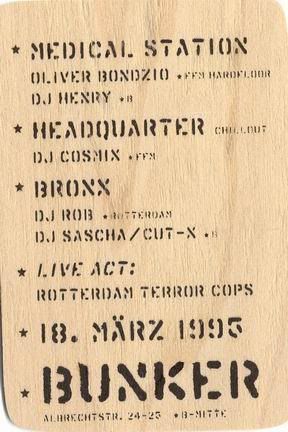 ★ MEDICAL STATION
OLIVER BONDZIO ★FFM HARDFLOOR
DJ HENRY ★B
★ HEADQUARTER CHILLOUT
DJ COSMIX ★FFM
★ BRONX
DJ ROB ★ROTTERDAM
DJ SASCHA/CUT-X ★B
★ LIVE ACT:
ROTTERDAM TERROR COPS
★ 18. MÄRZ 1995
★ BUNKER
ALBRECHTSTR. 24-25 ★B-MITTE